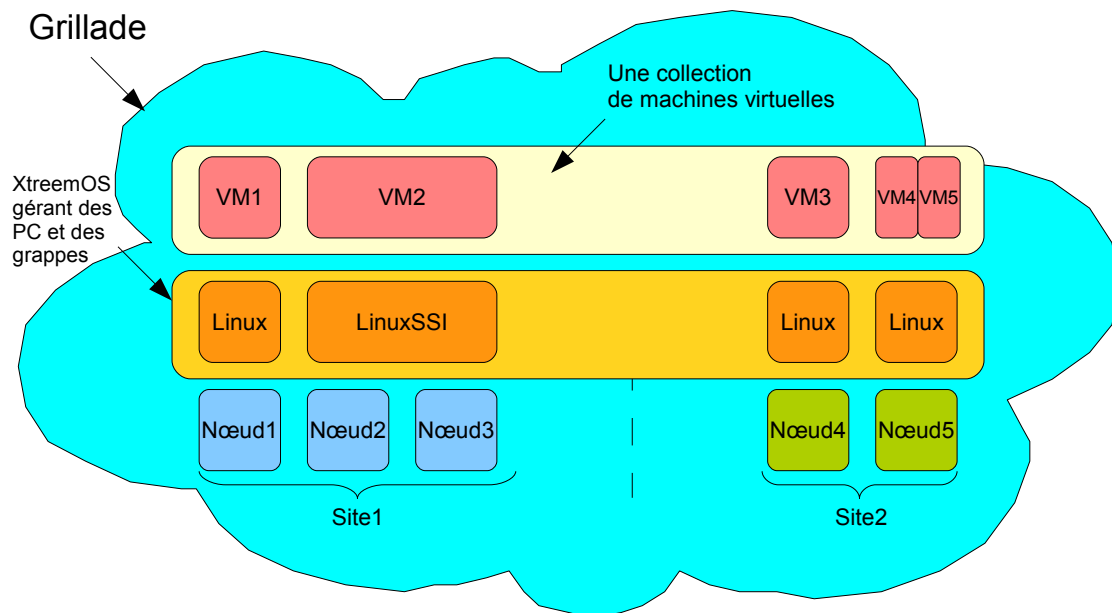 Grillade
Une collection
de machines virtuelles
XtreemOS
gérant des
PC et des
grappes
VM1
VM2
VM3
VM4
VM5
Linux
LinuxSSI
Linux
Linux
Nœud1
Nœud2
Nœud3
Nœud4
Nœud5
Site1
Site2